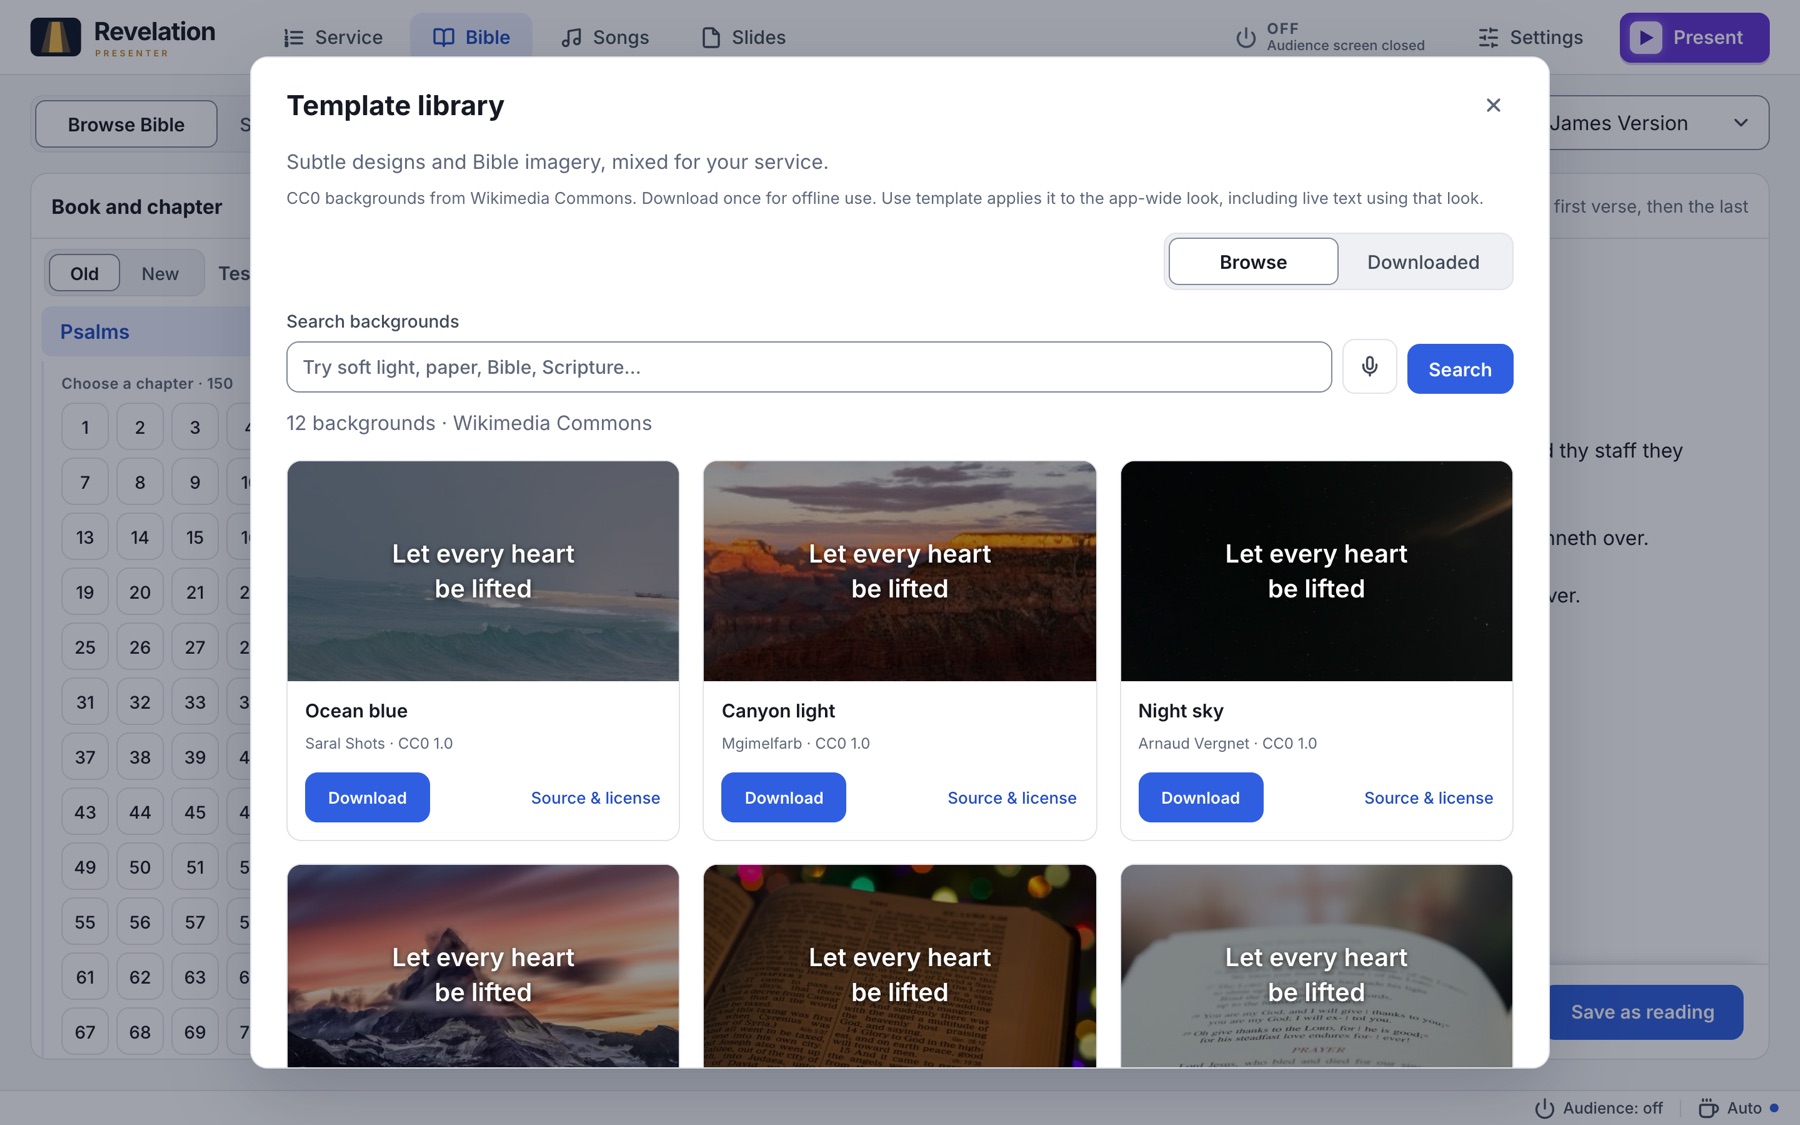 Revelation
PRESENTER
Service
Bible
Songs
Slides
OFF
Audience screen closed
Settings
Present
Browse Bible
James Version
Book and chapter
first verse, then the last
Old
New
Psalms
Choose a chapter · 150
1 2 3
7 8 9
13 14 15
19 20 21
25 26 27
31 32 33
37 38 39
43 44 45
49 50 51
55 56 57
61 62 63
67 68 69
thy staff they
over.
Save as reading
Template library
Subtle designs and Bible imagery, mixed for your service.
CC0 backgrounds from Wikimedia Commons. Download once for offline use. Use template applies it to the app-wide look, including live text using that look.
Browse
Downloaded
Search backgrounds
Try soft light, paper, Bible, Scripture...
Search
12 backgrounds · Wikimedia Commons
Let every heart
be lifted
Ocean blue
Saral Shots · CC0 1.0
Download
Source & license
Let every heart
be lifted
Canyon light
Mgimelfarb · CC0 1.0
Download
Source & license
Let every heart
be lifted
Night sky
Arnaud Vergnet · CC0 1.0
Download
Source & license
Let every heart
be lifted
Let every heart
be lifted
Let every heart
be lifted
PRAYER
Audience: off
Auto